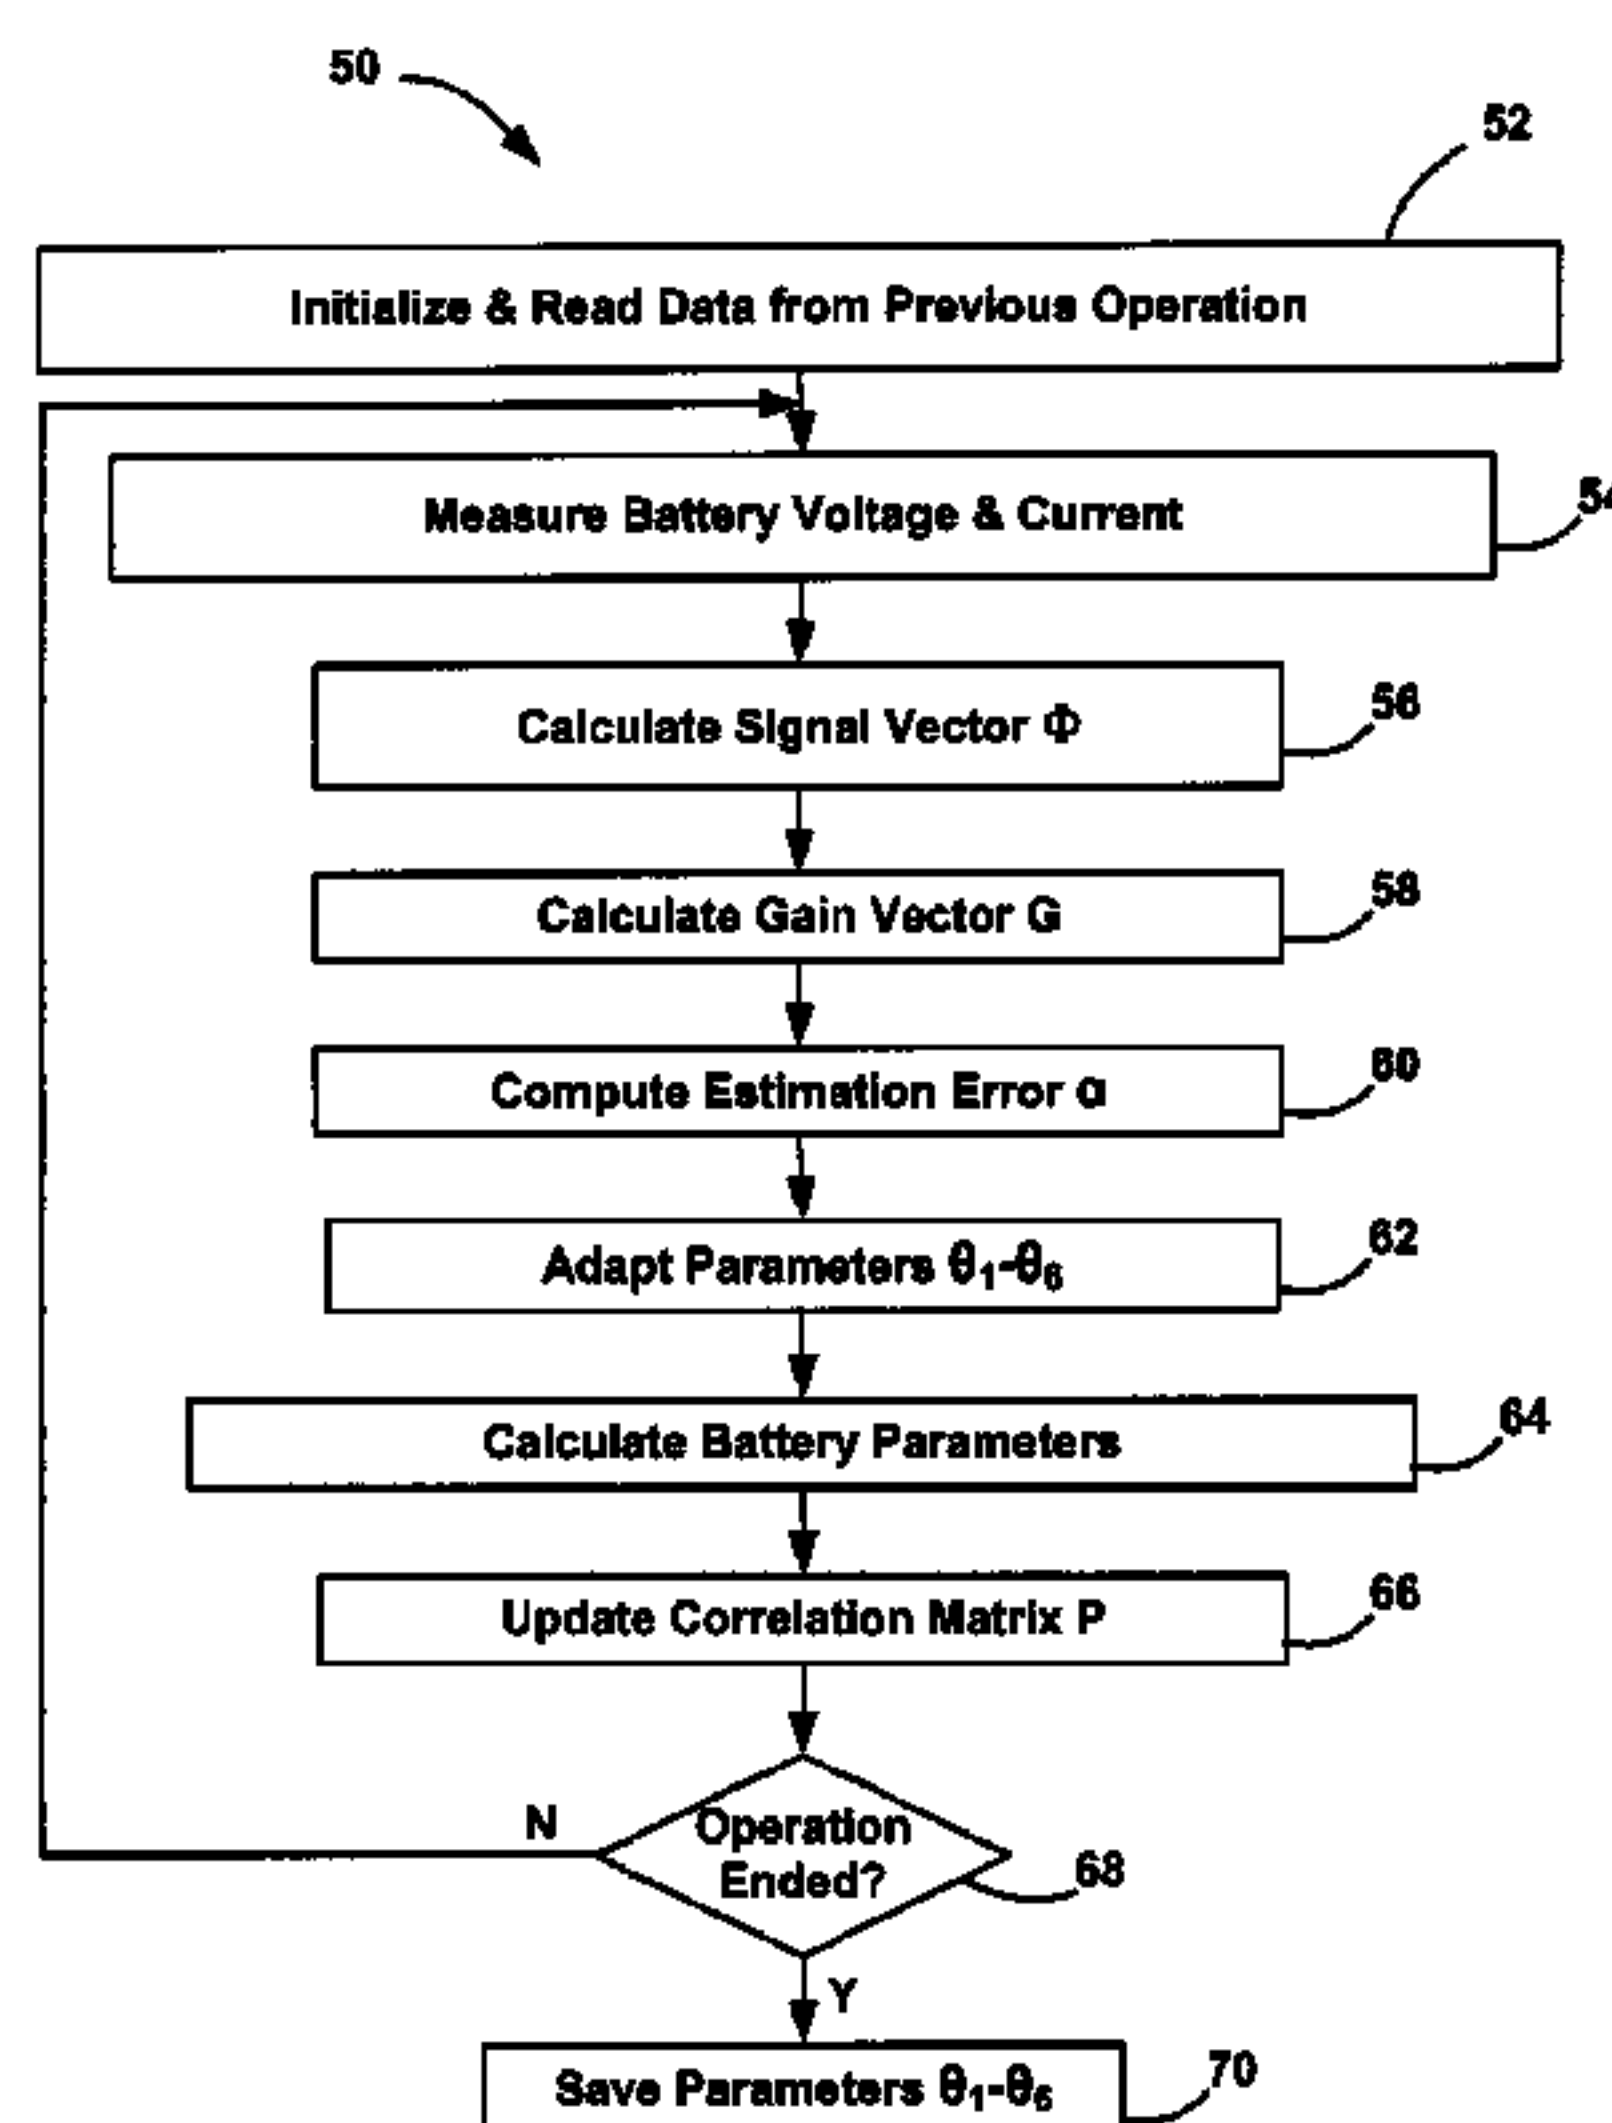 50
52
Initialize & Read Data from Previous Operation
Measure Battery Voltage & Current
54
Calculate Signal Vector Φ
56
Calculate Gain Vector G
58
Compute Estimation Error α
60
Adapt Parameters θ₁-θ₆
62
Calculate Battery Parameters
64
Update Correlation Matrix P
66
N
Operation
Ended?
68
Y
Save Parameters θ₁-θ₆
70